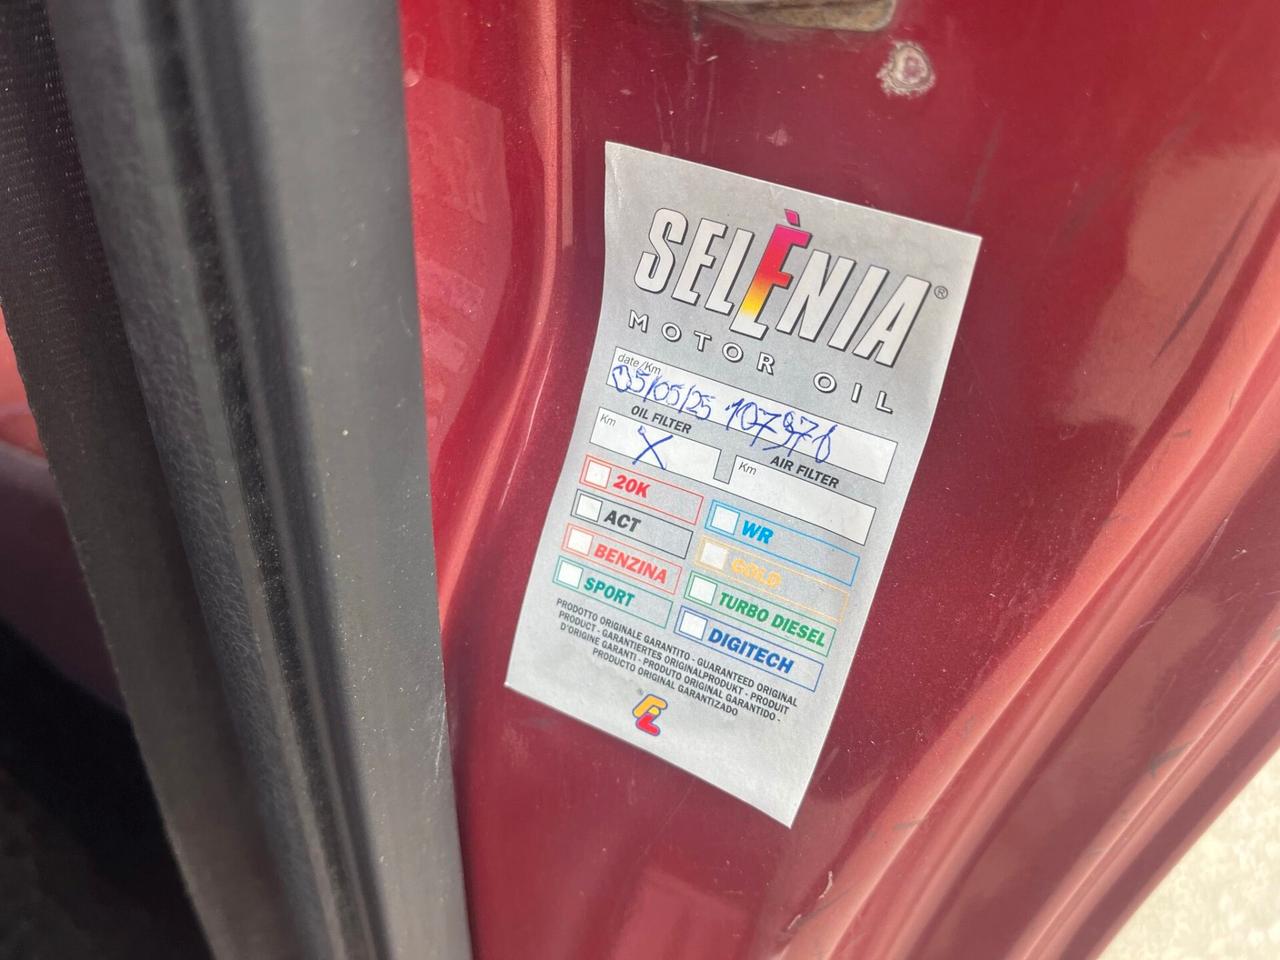 SELÈNIA®
MOTOR OIL
date/Km
05/05/25 107976
OIL FILTER
Km X
AIR FILTER
Km
20K
ACT
BENZINA
SPORT
WR
GOLD
TURBO DIESEL
DIGITECH
PRODOTTO ORIGINALE GARANTITO - GUARANTEED ORIGINAL
PRODUCT - GARANTIERTES ORIGINALPRODUKT - PRODUIT
D'ORIGINE GARANTI - PRODUTO ORIGINAL GARANTIDO -
PRODUCTO ORIGINAL GARANTIZADO
FL